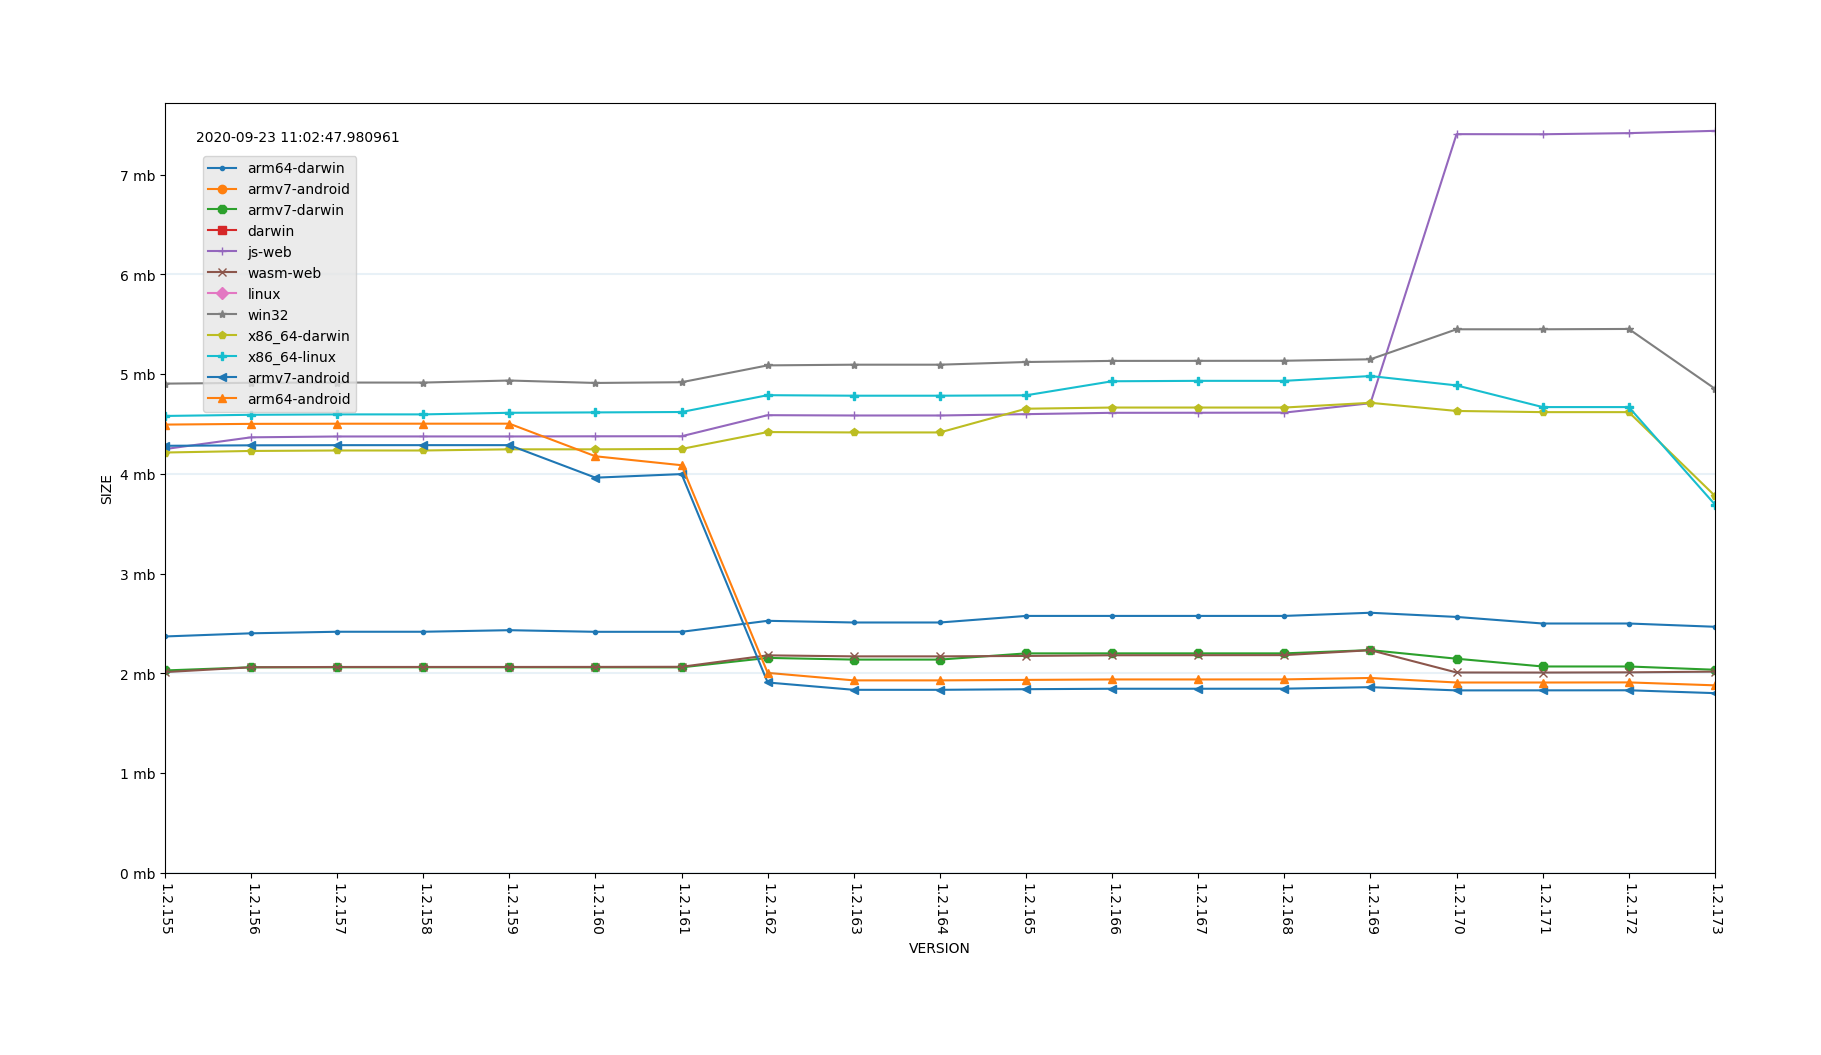 2020-09-23 11:02:47.980961
arm64-darwin
armv7-android
armv7-darwin
darwin
js-web
wasm-web
linux
win32
x86_64-darwin
x86_64-linux
armv7-android
arm64-android
7 mb
6 mb
5 mb
4 mb
3 mb
2 mb
1 mb
0 mb
SIZE
1.2.155
1.2.156
1.2.157
1.2.158
1.2.159
1.2.160
1.2.161
1.2.162
1.2.163
1.2.164
1.2.165
1.2.166
1.2.167
1.2.168
1.2.169
1.2.170
1.2.171
1.2.172
1.2.173
VERSION